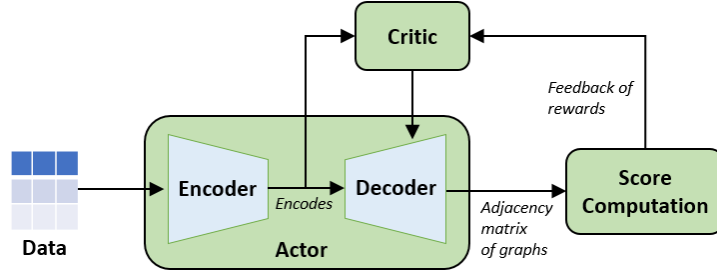 Critic
Feedback of
rewards
Encoder
Encodes
Decoder
Score
Computation
Adjacency
matrix
of graphs
Data
Actor